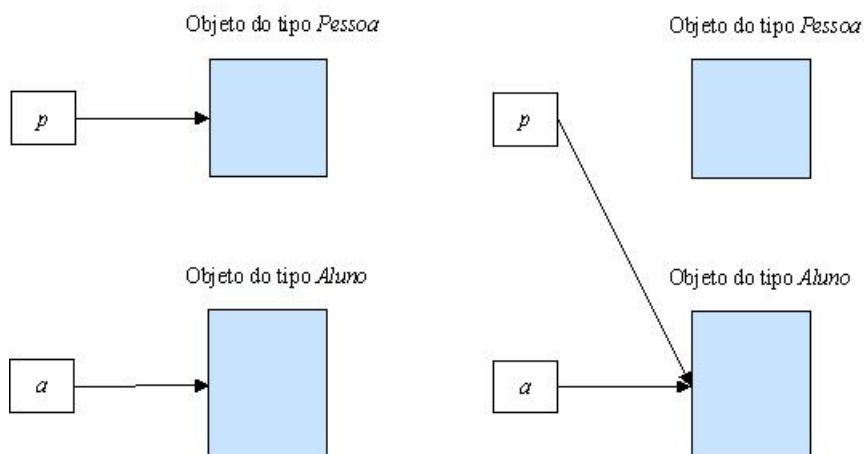 Objeto do tipo Pessoa
p
Objeto do tipo Aluno
a
Objeto do tipo Pessoa
p
Objeto do tipo Aluno
a